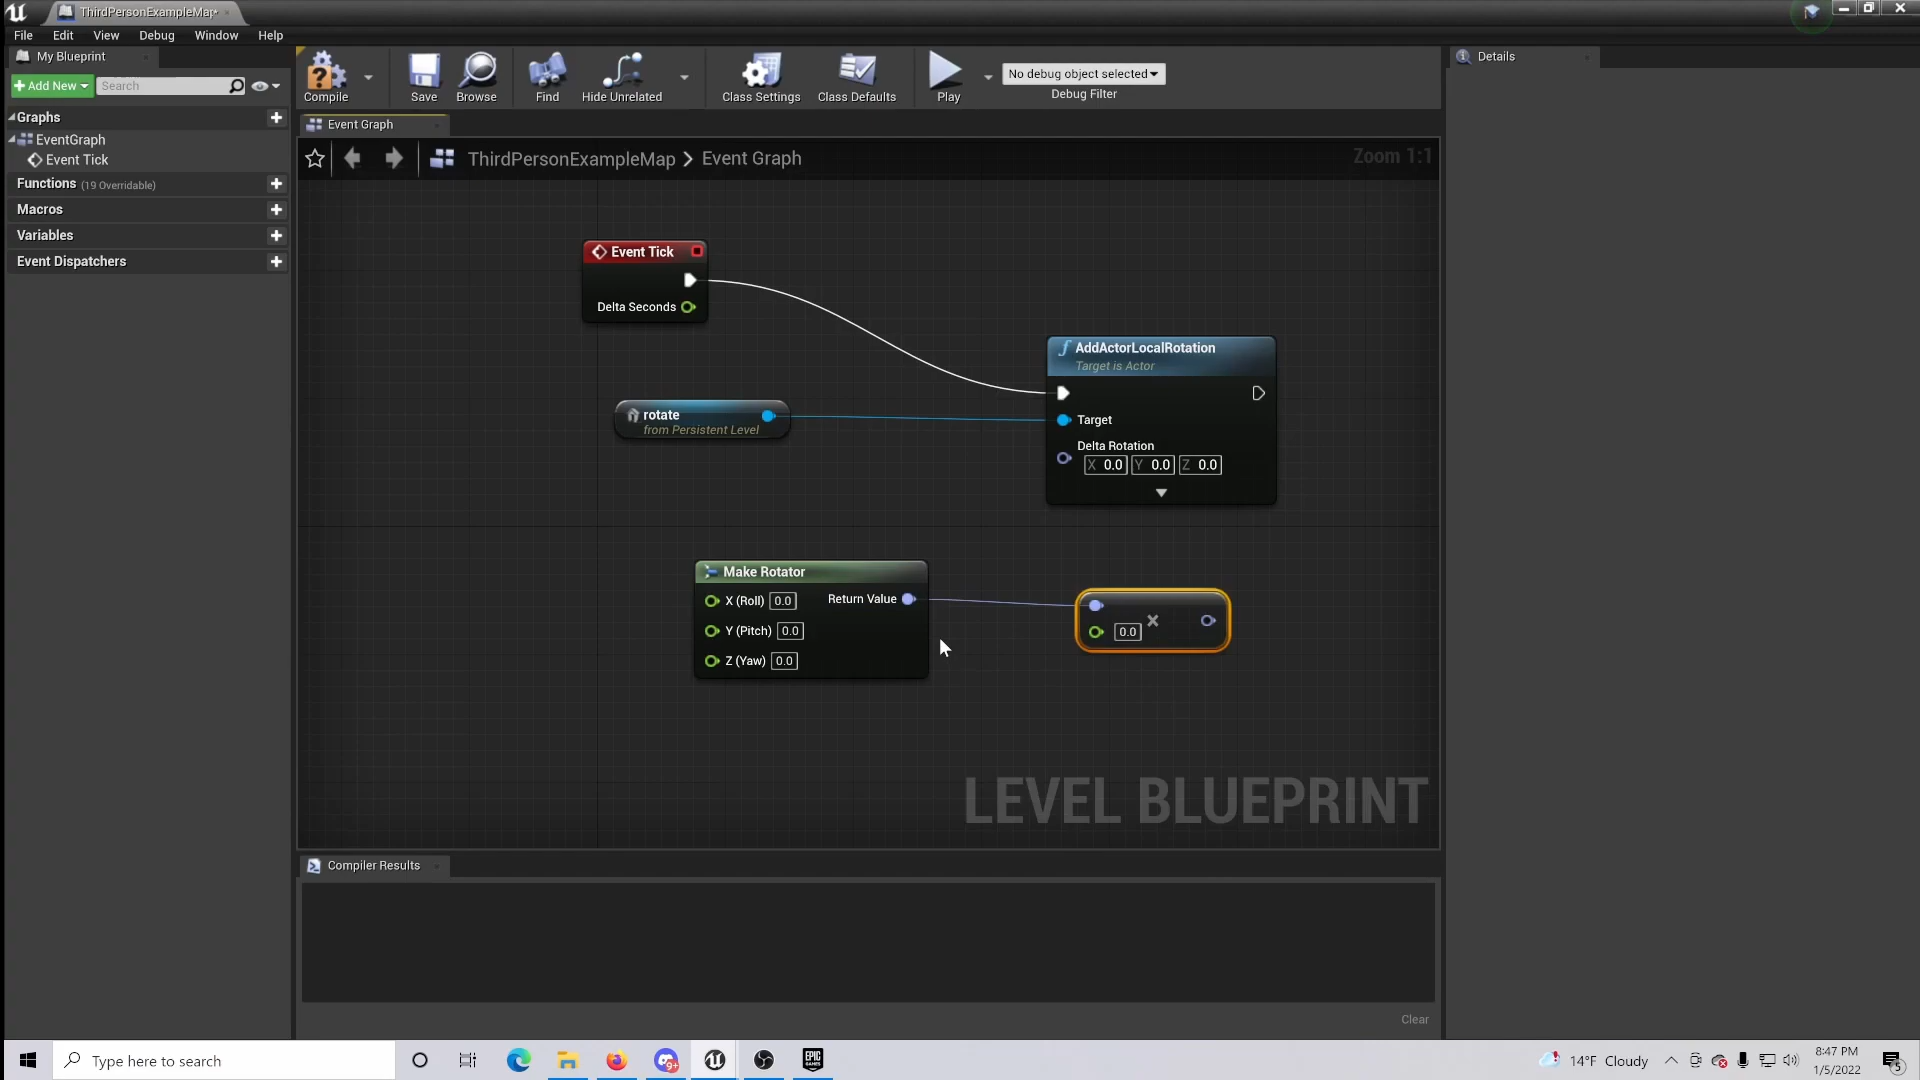 ThirdPersonExampleMap*
File Edit View Debug Window Help
My Blueprint
Details
Add New
Search
Compile
Save
Browse
Find
Hide Unrelated
Class Settings
Class Defaults
Play
No debug object selected
Debug Filter
Graphs
EventGraph
Event Tick
Functions (19 Overridable)
Macros
Variables
Event Dispatchers
Event Graph
ThirdPersonExampleMap > Event Graph
Zoom 1:1
Event Tick
Delta Seconds
rotate
from Persistent Level
AddActorLocalRotation
Target is Actor
Target
Delta Rotation
X 0.0 Y 0.0 Z 0.0
Make Rotator
X (Roll) 0.0 Return Value
Y (Pitch) 0.0
Z (Yaw) 0.0
0.0
LEVEL BLUEPRINT
Compiler Results
Clear
Type here to search
9+
EPIC
GAMES
14°F Cloudy
8:47 PM
1/5/2022
5